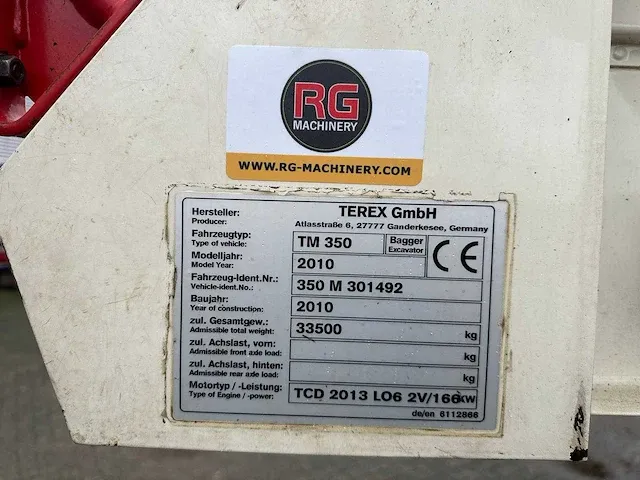 RG
MACHINERY
WWW.RG-MACHINERY.COM
Hersteller: TEREX GmbH
Producer: Atlasstraße 6, 27777 Ganderkesee, Germany
Fahrzeugtyp: TM 350 Bagger
Type of vehicle: Excavator
CE
Modelljahr: 2010
Model Year:
Fahrzeug-Ident.Nr.: 350 M 301492
Vehicle-ident.No.:
Baujahr: 2010
Year of construction:
zul. Gesamtgew.: 33500 kg
Admissible total weight:
zul. Achslast, vorn: kg
Admissible front axle load:
zul. Achslast, hinten: kg
Admissible rear axle load:
Motortyp / -Leistung: TCD 2013 LO6 2V/166KW
Type of Engine / -power:
de/en 6112866